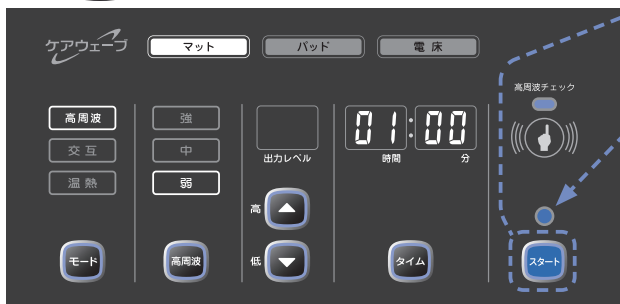 ケアウェーブ
マット
パッド
電床
高周波チェック
高周波
交互
温熱
強
中
弱
出力レベル
01:00
時間
分
高
低
モード
高周波
タイム
スタート